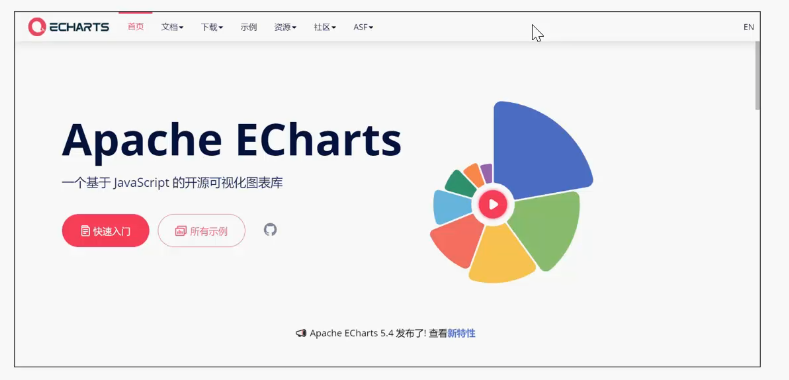 ECHARTS 首页 文档 下载 示例 资源 社区 ASF EN
Apache ECharts
一个基于 JavaScript 的开源可视化图表库
快速入门 所有示例
Apache ECharts 5.4 发布了! 查看新特性